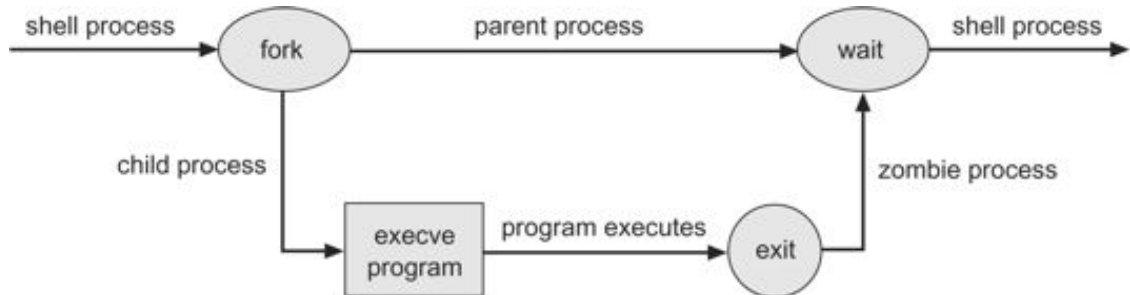 shell process
fork
parent process
wait
shell process
child process
zombie process
execve
program
program executes
exit